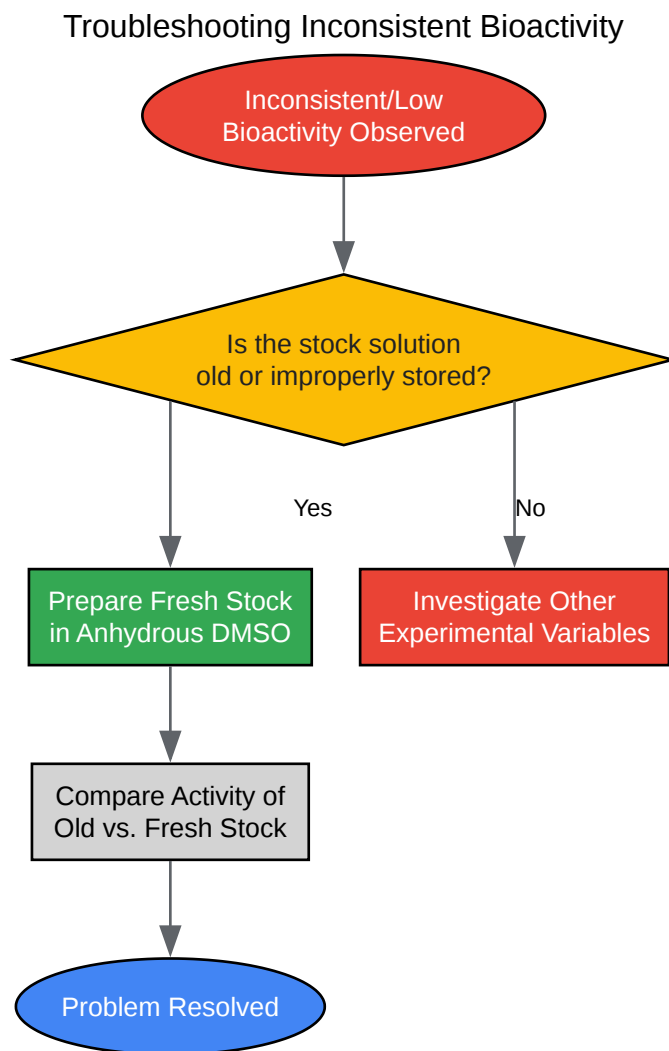 Troubleshooting Inconsistent Bioactivity
Inconsistent/Low
Bioactivity Observed
Is the stock solution
old or improperly stored?
Yes
No
Prepare Fresh Stock
in Anhydrous DMSO
Investigate Other
Experimental Variables
Compare Activity of
Old vs. Fresh Stock
Problem Resolved